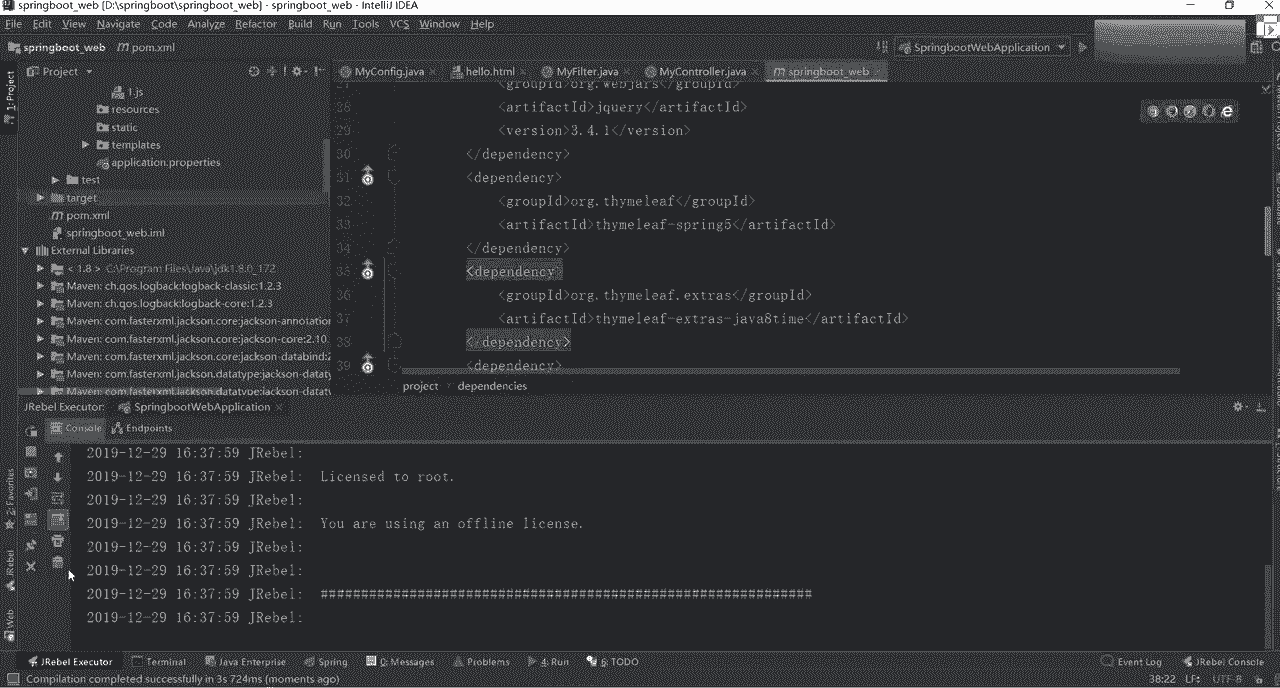 springboot_web [D:\springboot\springboot_web] - springboot_web - IntelliJ IDEA
File Edit View Navigate Code Analyze Refactor Build Run Tools VCS Window Help
springboot_web pom.xml SpringbootWebApplication
Project MyConfig.java hello.html MyFilter.java MyController.java springboot_web
1: Project
1.js
resources
static
templates
application.properties
test
target
pom.xml
springboot_web.iml
External Libraries
< 1.8 > C:\Program Files\Java\jdk1.8.0_172
Maven: ch.qos.logback:logback-classic:1.2.3
Maven: ch.qos.logback:logback-core:1.2.3
Maven: com.fasterxml.jackson.core:jackson-annotation
Maven: com.fasterxml.jackson.core:jackson-core:2.10
Maven: com.fasterxml.jackson.core:jackson-databind:2
Maven: com.fasterxml.jackson.datatype:jackson-dataty
Maven: com.fasterxml.jackson.datatype:jackson-dataty
27 <groupId>org.webjars</groupId>
28 <artifactId>jquery</artifactId>
29 <version>3.4.1</version>
30 </dependency>
31 <dependency>
32 <groupId>org.thymeleaf</groupId>
33 <artifactId>thymeleaf-spring5</artifactId>
34 </dependency>
35 <dependency>
36 <groupId>org.thymeleaf.extras</groupId>
37 <artifactId>thymeleaf-extras-java8time</artifactId>
38 </dependency>
39 <dependency>
project dependencies
JRebel Executor: SpringbootWebApplication
Console Endpoints
2019-12-29 16:37:59 JRebel:
2019-12-29 16:37:59 JRebel: Licensed to root.
2019-12-29 16:37:59 JRebel:
2019-12-29 16:37:59 JRebel: You are using an offline license.
2019-12-29 16:37:59 JRebel:
2019-12-29 16:37:59 JRebel:
2019-12-29 16:37:59 JRebel: #############################################################
2019-12-29 16:37:59 JRebel:
2: Favorites
JRebel
Web
JRebel Executor Terminal Java Enterprise Spring 0: Messages Problems 4: Run 6: TODO Event Log JRebel Console
Compilation completed successfully in 3s 724ms (moments ago) 38:22 LF: UTF-8